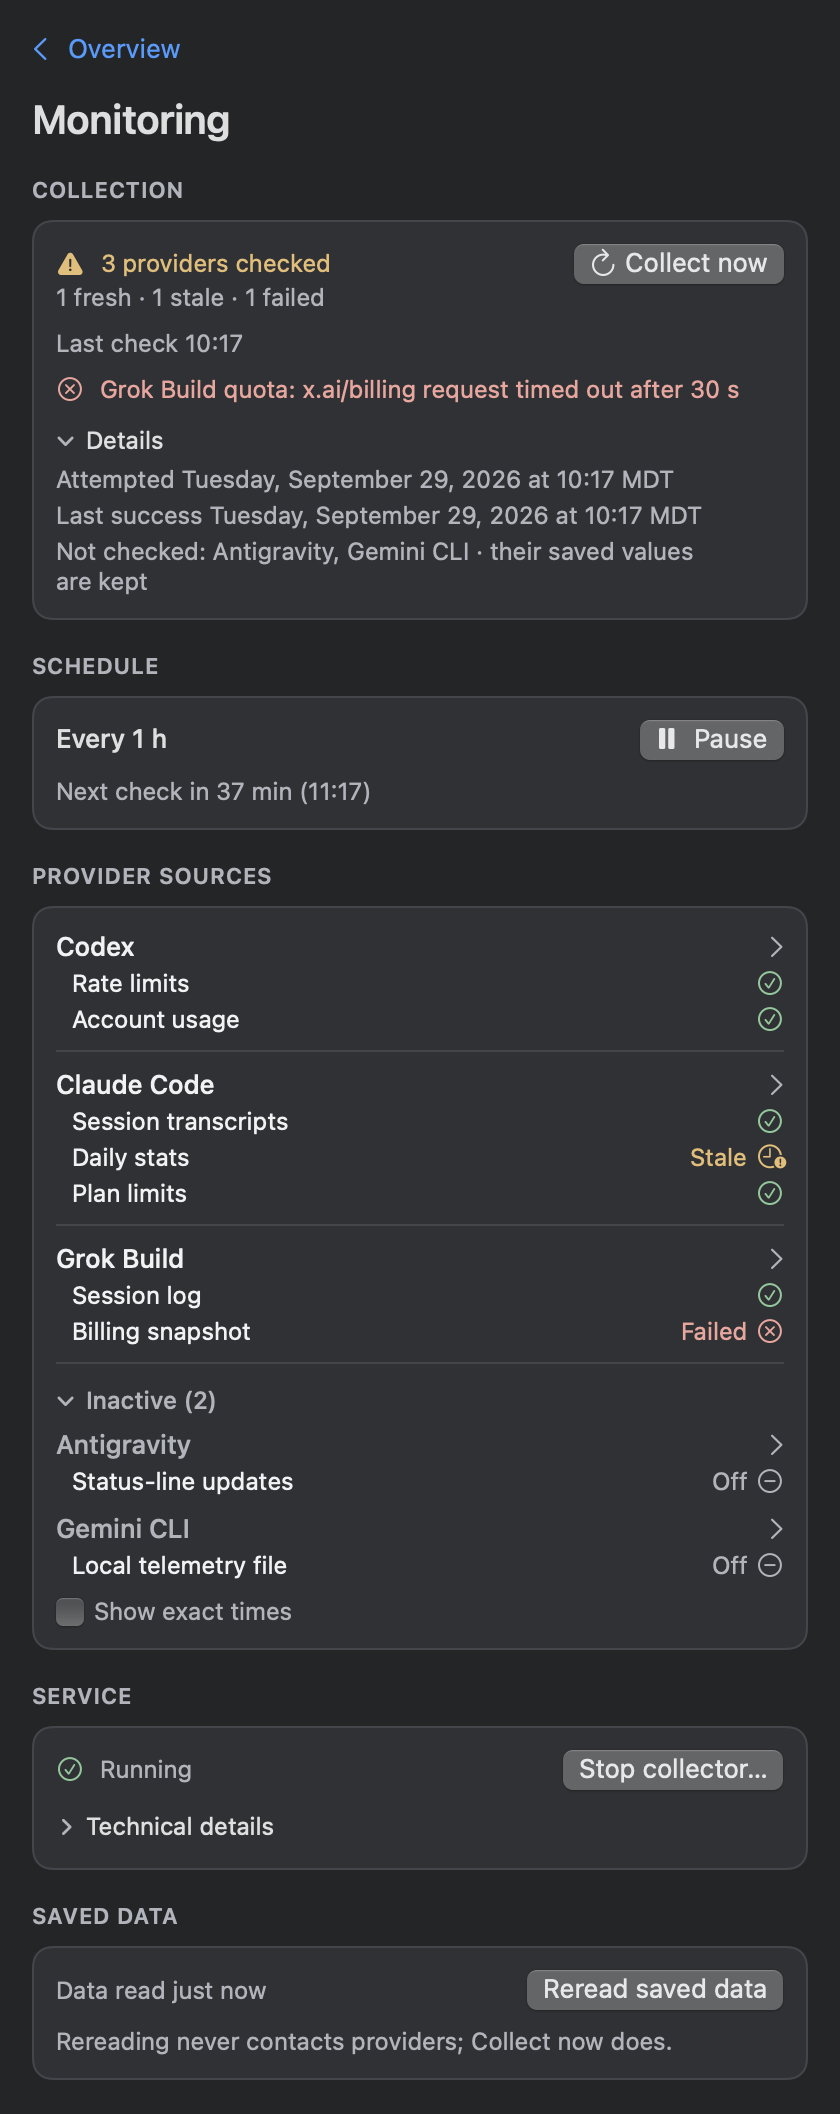 Overview
Monitoring
COLLECTION
3 providers checked
Collect now
1 fresh · 1 stale · 1 failed
Last check 10:17
Grok Build quota: x.ai/billing request timed out after 30 s
Details
Attempted Tuesday, September 29, 2026 at 10:17 MDT
Last success Tuesday, September 29, 2026 at 10:17 MDT
Not checked: Antigravity, Gemini CLI · their saved values
are kept
SCHEDULE
Every 1 h
Pause
Next check in 37 min (11:17)
PROVIDER SOURCES
Codex
Rate limits
Account usage
Claude Code
Session transcripts
Daily stats
Stale
Plan limits
Grok Build
Session log
Billing snapshot
Failed
Inactive (2)
Antigravity
Status-line updates
Off
Gemini CLI
Local telemetry file
Off
Show exact times
SERVICE
Running
Stop collector...
Technical details
SAVED DATA
Data read just now
Reread saved data
Rereading never contacts providers; Collect now does.